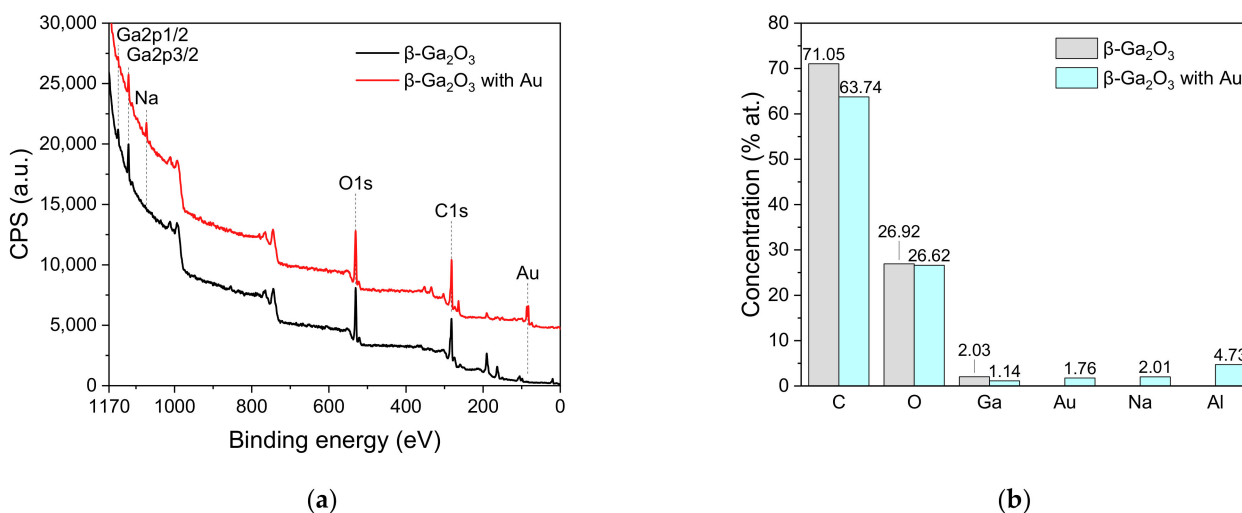 30,000
25,000
20,000
15,000
10,000
5,000
0
CPS (a.u.)
Ga2p1/2
Ga2p3/2
Na
β-Ga₂O₃
β-Ga₂O₃ with Au
O1s
C1s
Au
1170 1000 800 600 400 200 0
Binding energy (eV)
(a)
80
70
60
50
40
30
20
10
0
Concentration (% at.)
β-Ga₂O₃
β-Ga₂O₃ with Au
71.05
63.74
26.92
26.62
2.03
1.14
1.76
2.01
4.73
C O Ga Au Na Al
(b)